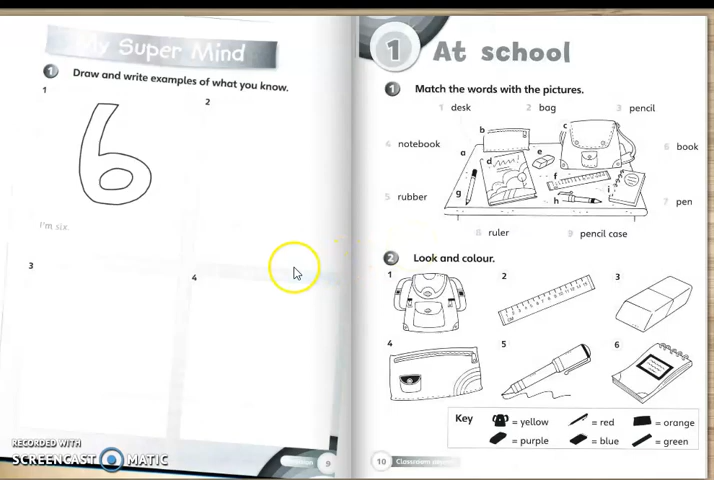 My Super Mind
1 Draw and write examples of what you know.
1
2
6
I'm six.
3
4
RECORDED WITH
SCREENCAST MATIC
9
1 At school
1 Match the words with the pictures.
1 desk
2 bag
3 pencil
4 notebook
5 rubber
6 book
7 pen
8 ruler
9 pencil case
a
b
c
d
e
f
g
h
i
2 Look and colour.
1
2
3
4
5
6
Key
= yellow
= red
= orange
= purple
= blue
= green
10